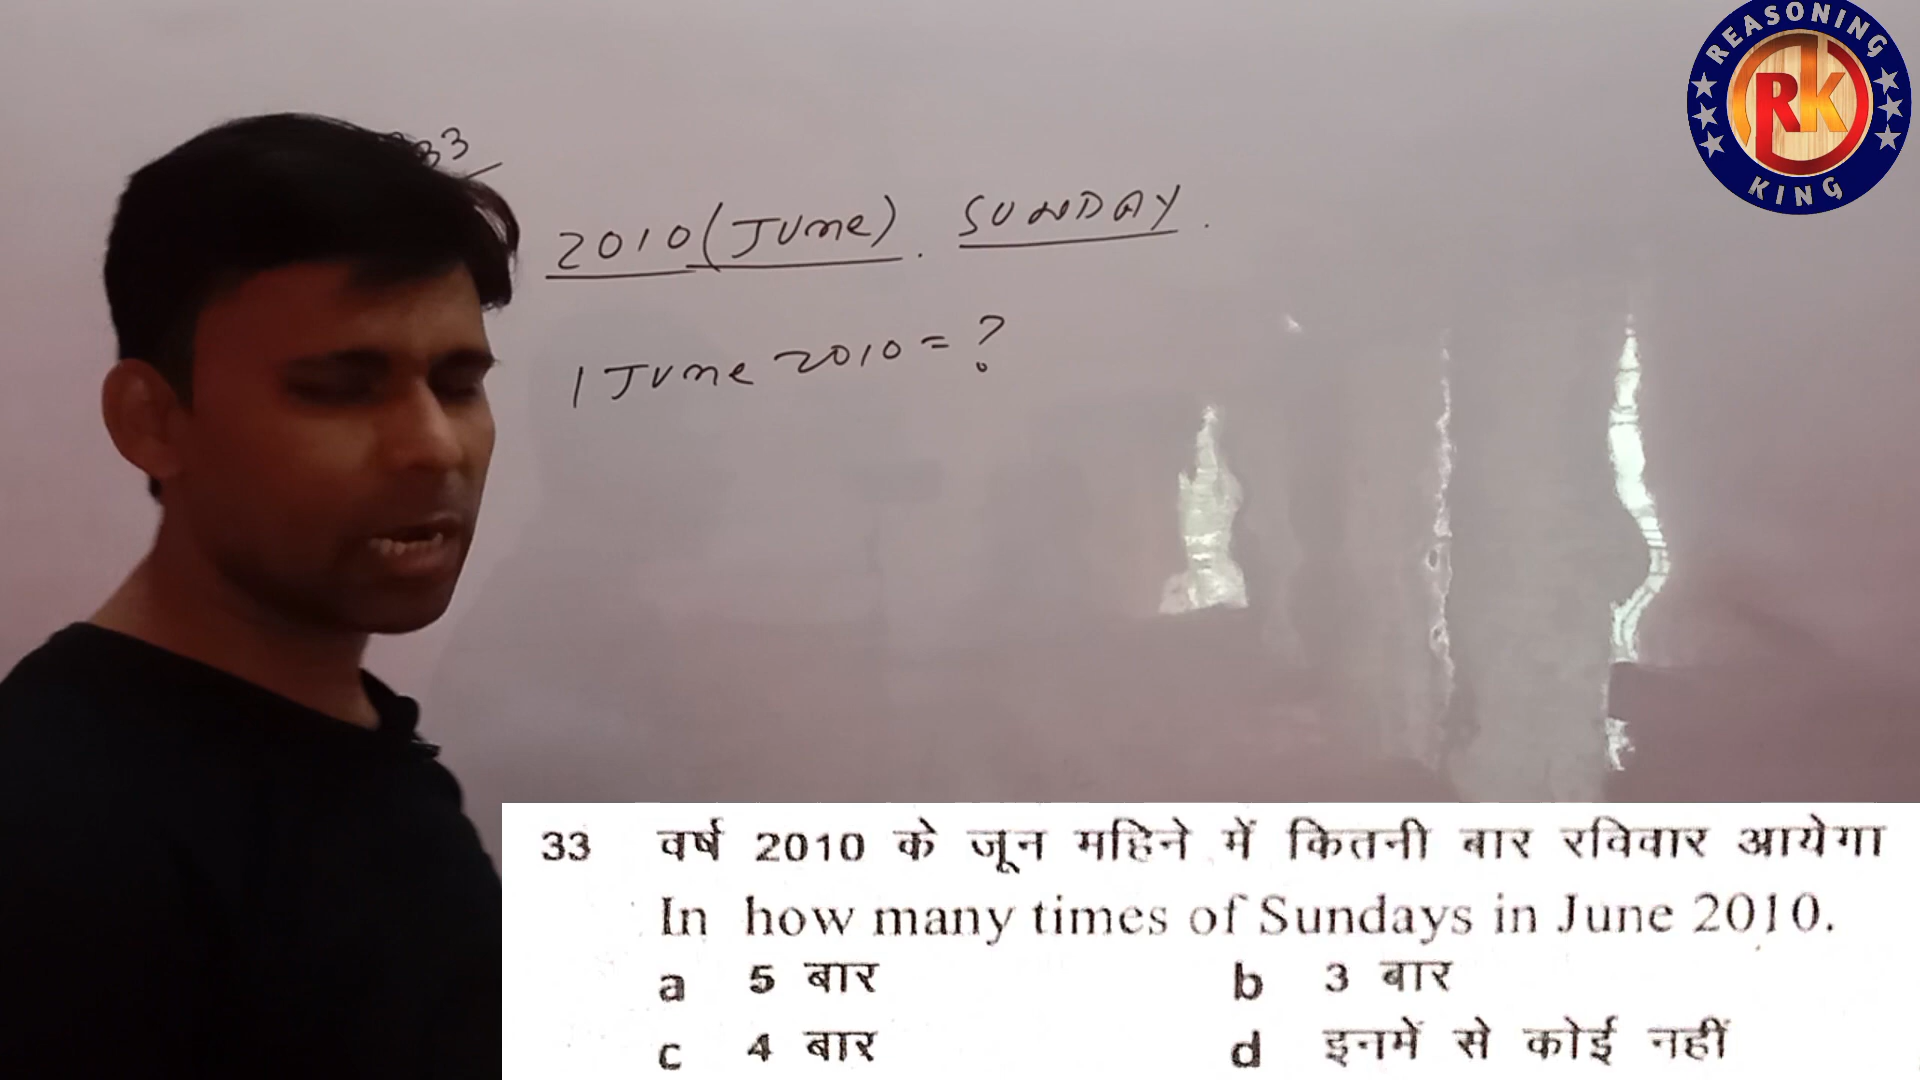 REASONING
RK
KING
33
2010 (June). SUNDAY.
1 June 2010 = ?
33 वर्ष 2010 के जून महिने में कितनी बार रविवार आयेगा
In how many times of Sundays in June 2010.
a 5 बार b 3 बार
c 4 बार d इनमें से कोई नहीं